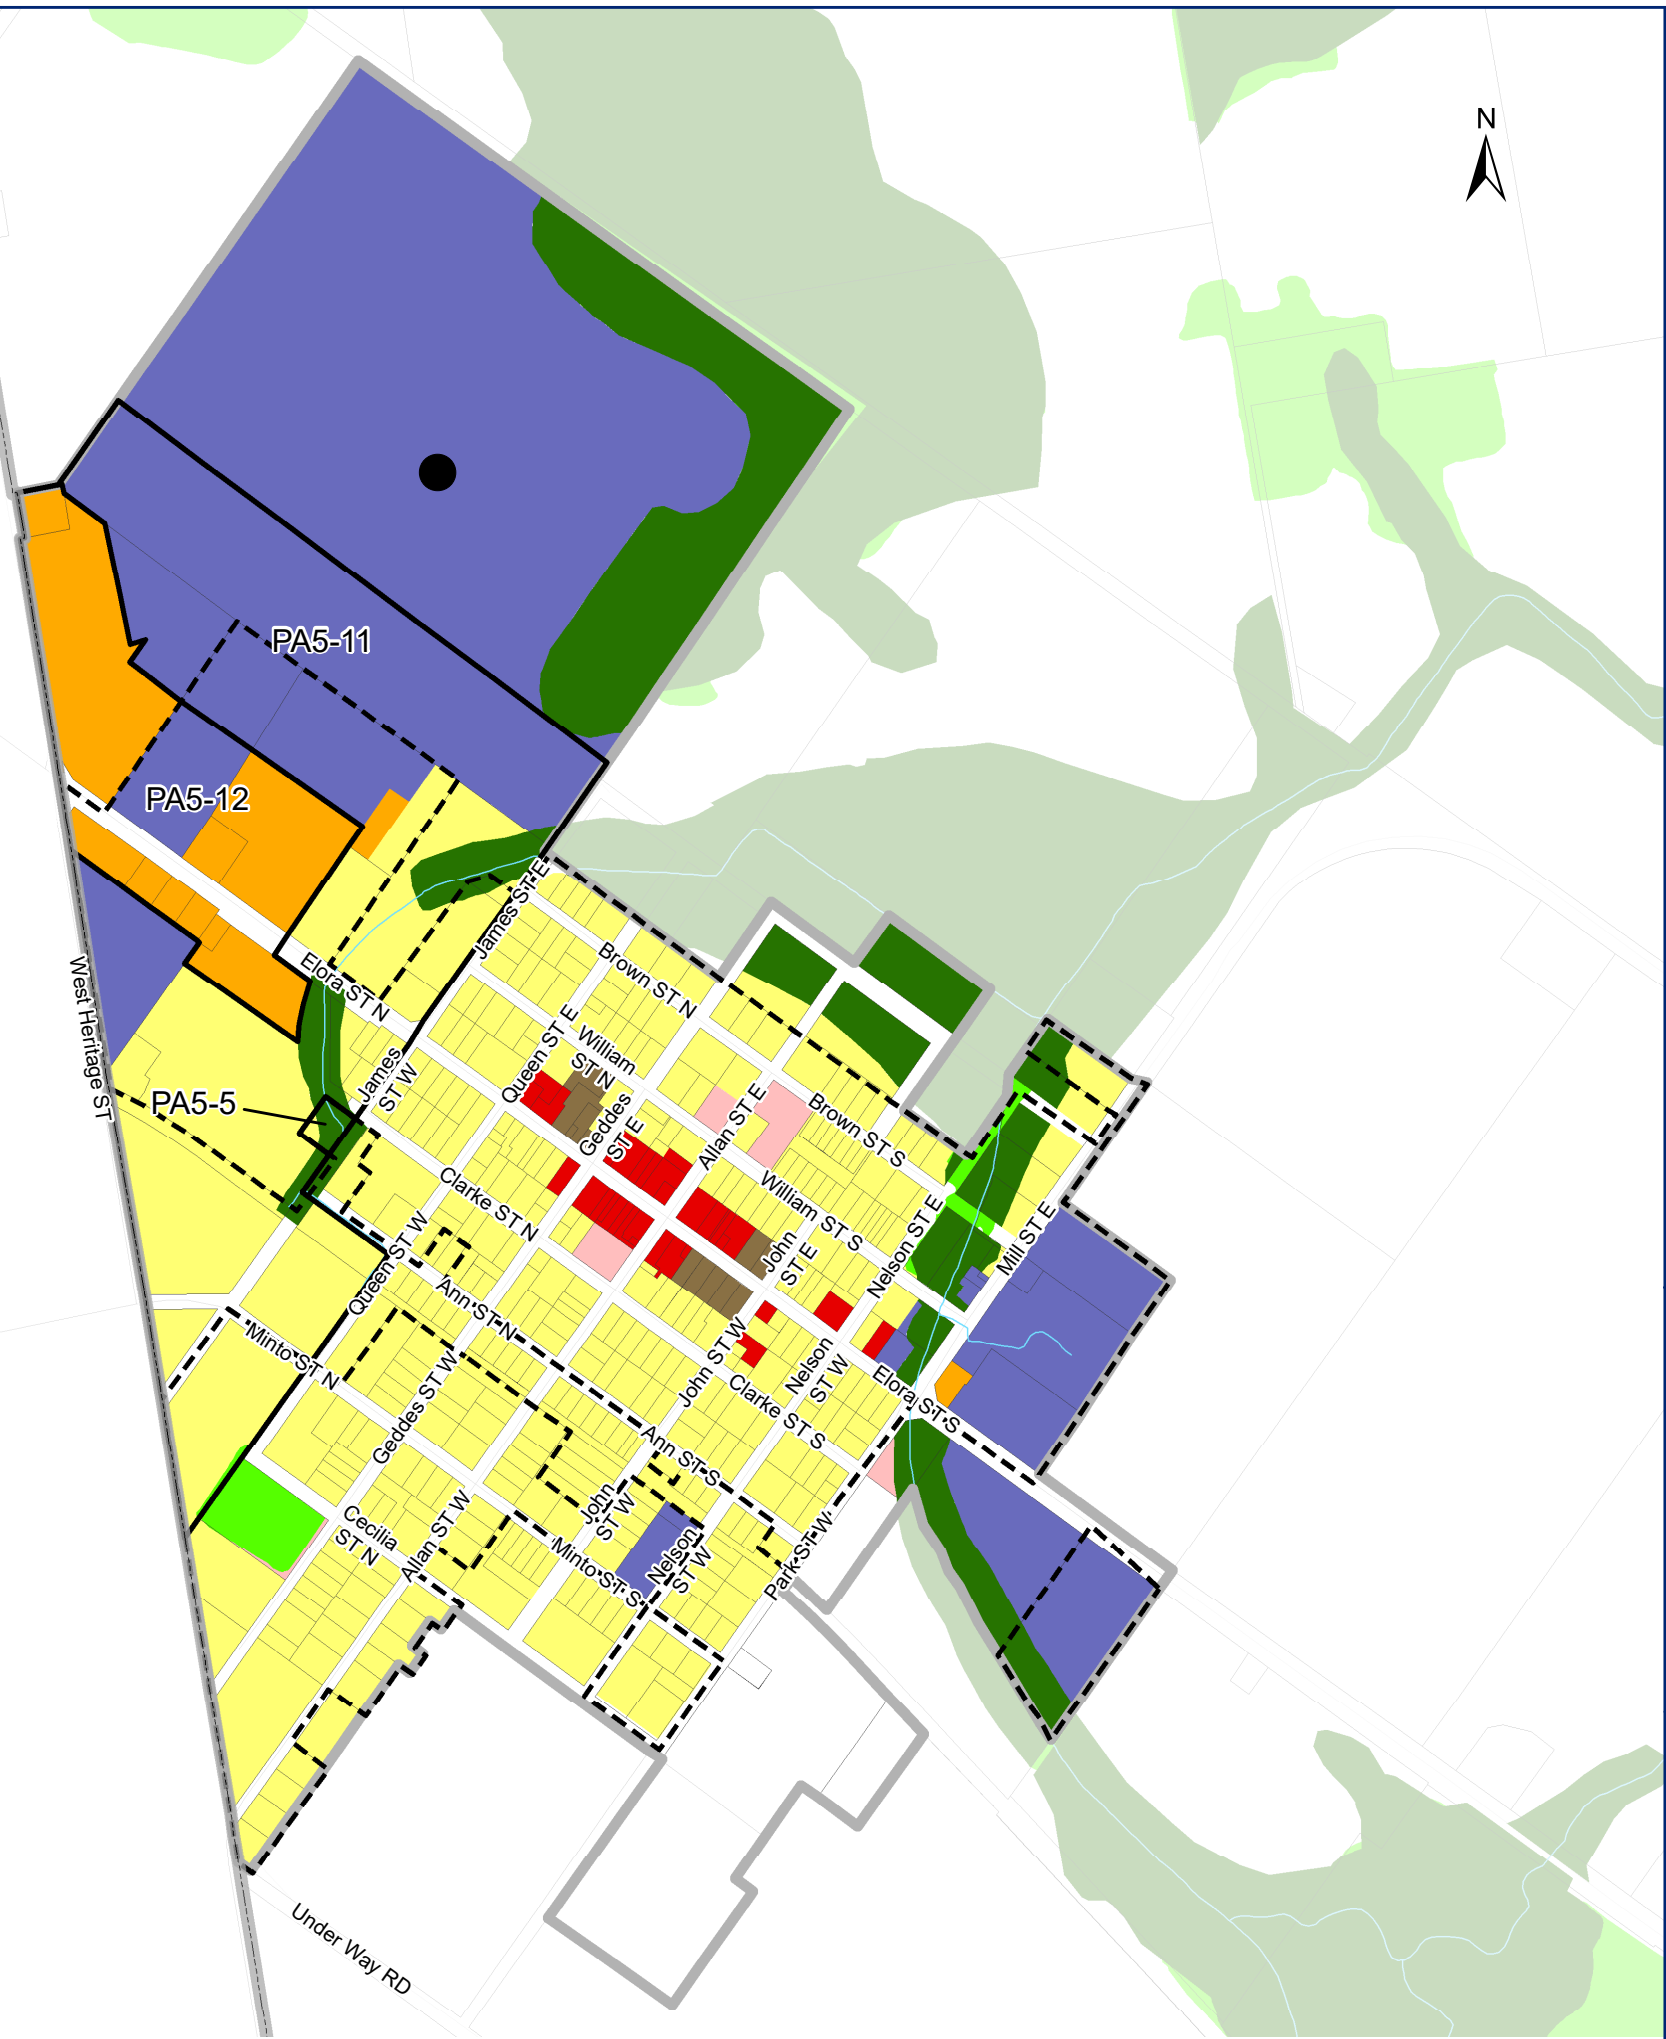 N
PA5-11
PA5-12
James ST E
Brown ST N
Elora ST N
West Heritage ST
Queen ST E
William
ST N
James
ST W
PA5-5
Geddes
ST E
Allan ST E
Brown ST S
Clarke ST N
William ST S
Nelson ST E
Mill ST E
John
ST E
Queen ST W
Ann ST N
Minto ST N
Geddes ST W
John ST W
Nelson
ST W
Elora ST S
Clarke ST S
Ann ST S
John
ST W
Cecilia
ST N
Allan ST W
Minto ST S
Nelson
ST W
Park ST W
Under Way RD